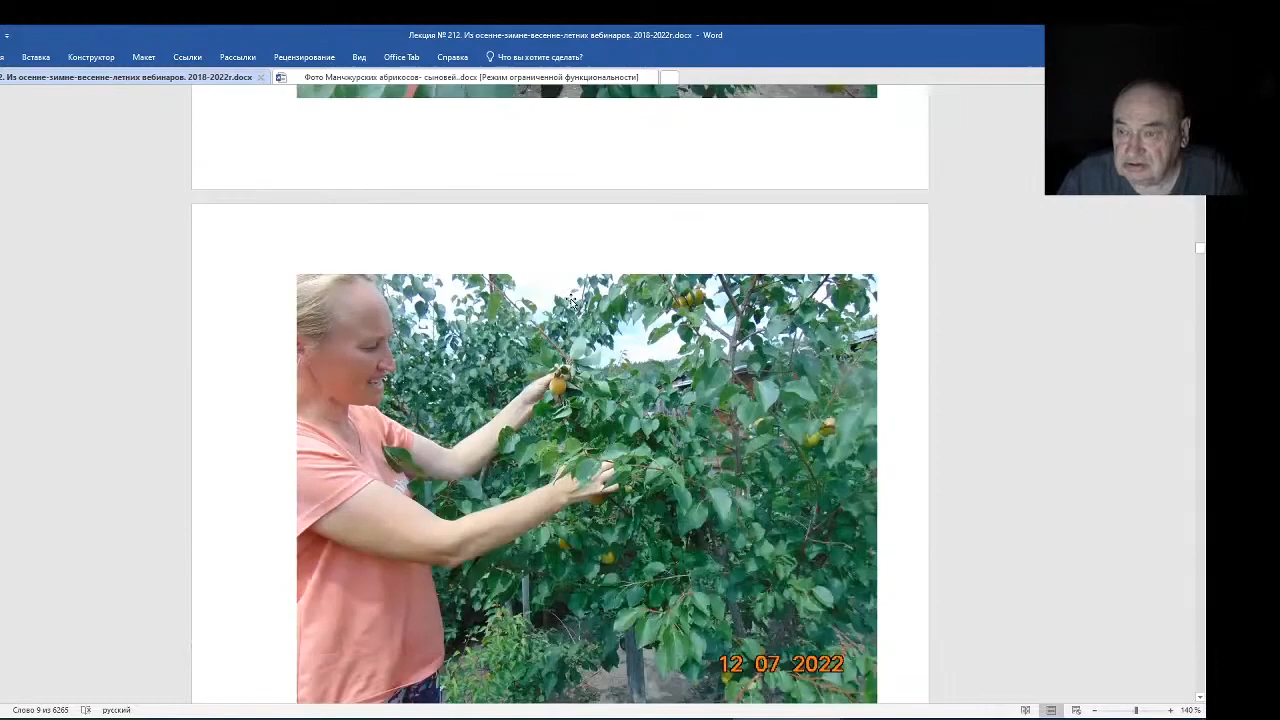 Лекция № 212. Из осенне-зимне-весенне-летних вебинаров. 2018-2022г.docx - Word
Вставка Конструктор Макет Ссылки Рассылки Рецензирование Вид Office Tab Справка Что вы хотите сделать?
2. Из осенне-зимне-весенне-летних вебинаров. 2018-2022г.docx Фото Манчжурских абрикосов- сыновей..docx [Режим ограниченной функциональности]
12 07 2022
Слово 9 из 6265 русский 140 %